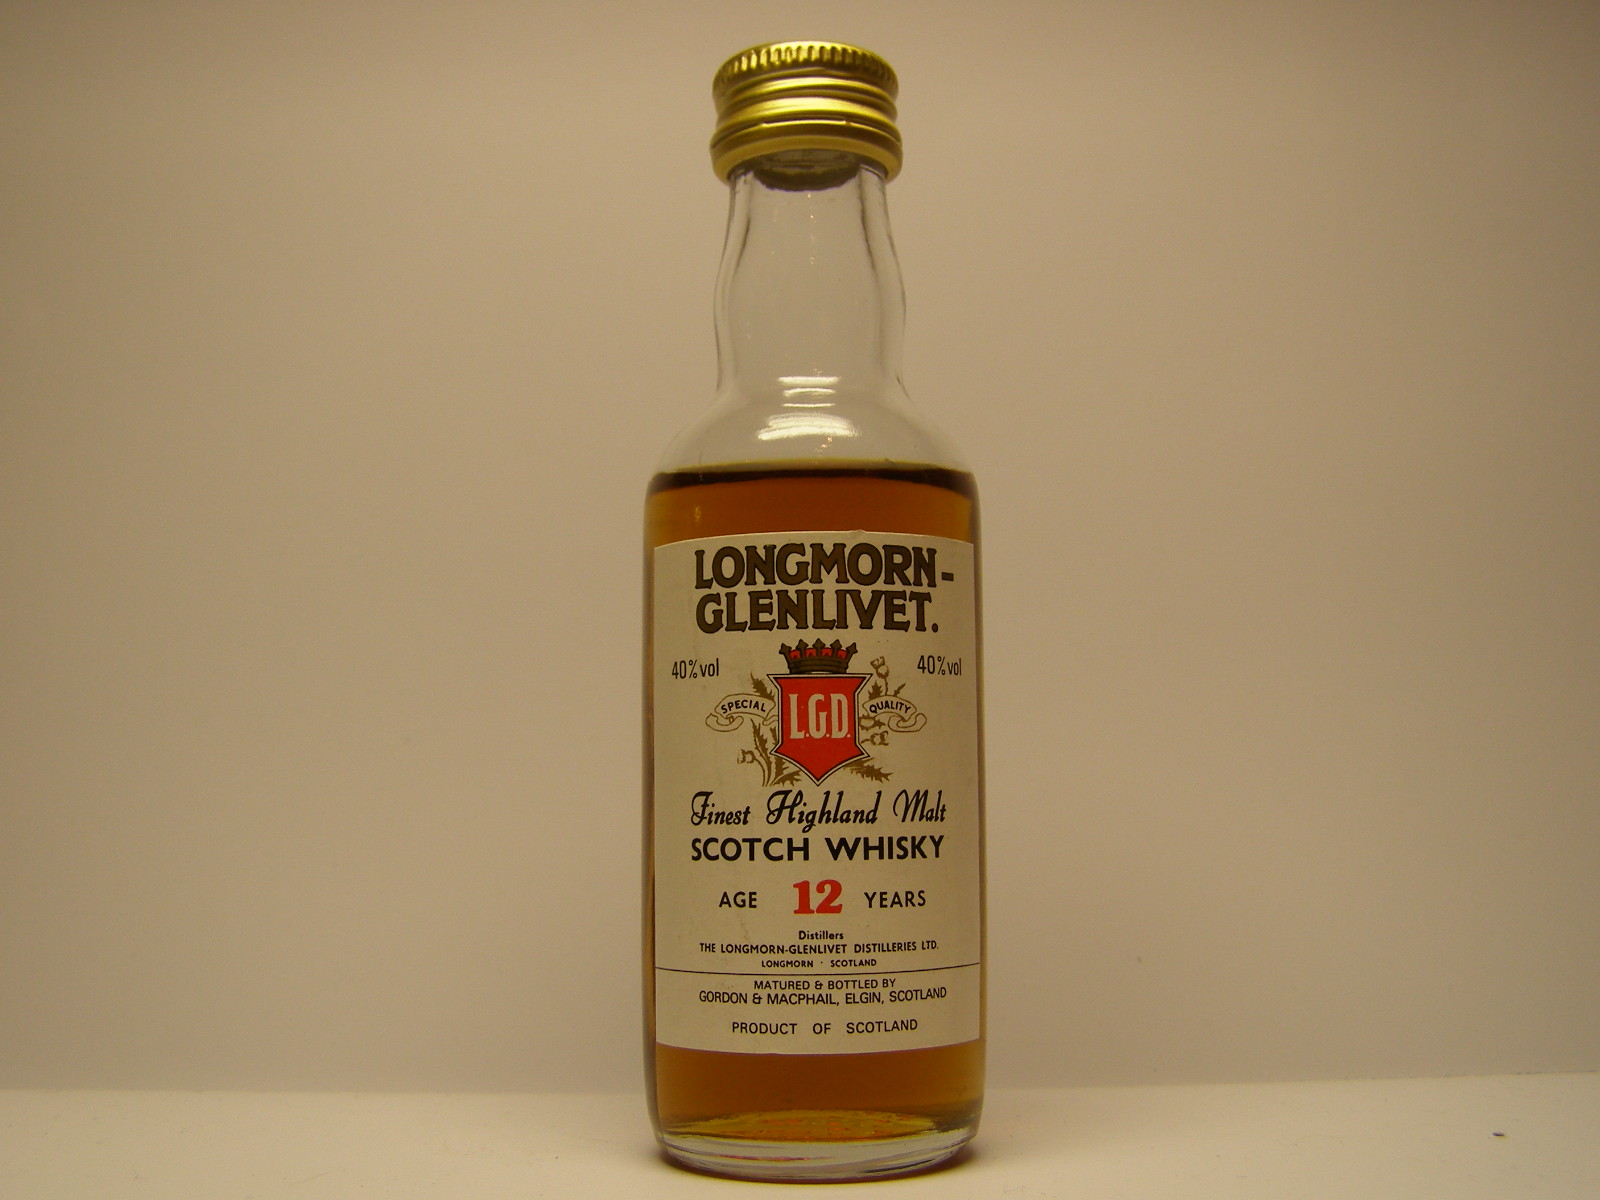 LONGMORN-
GLENLIVET.
40%vol 40%vol
SPECIAL QUALITY
L.G.D.
Finest Highland Malt
SCOTCH WHISKY
AGE 12 YEARS
Distillers
THE LONGMORN-GLENLIVET DISTILLERIES LTD.
LONGMORN · SCOTLAND
MATURED & BOTTLED BY
GORDON & MACPHAIL, ELGIN, SCOTLAND
PRODUCT OF SCOTLAND